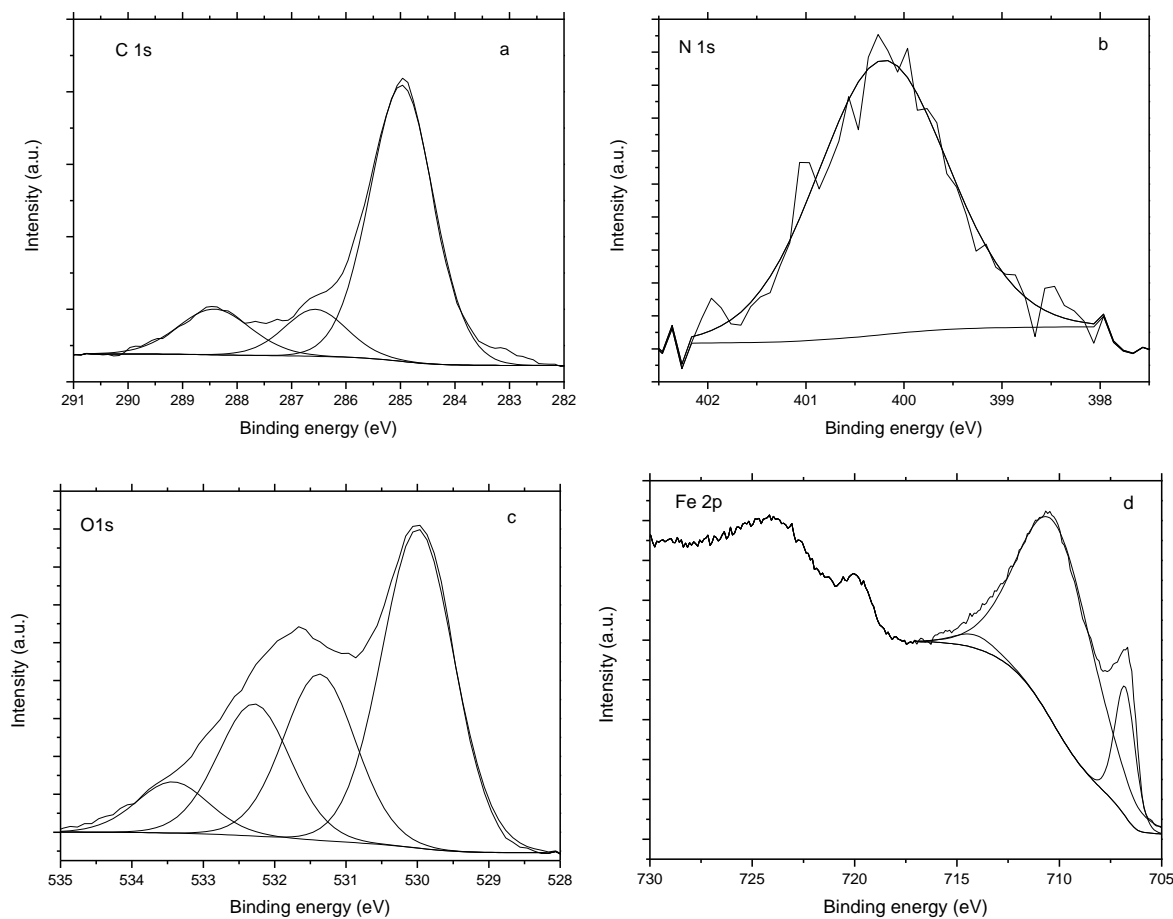 C 1s
a
Intensity (a.u.)
291 290 289 288 287 286 285 284 283 282
Binding energy (eV)
N 1s
b
Intensity (a.u.)
402 401 400 399 398
Binding energy (eV)
O1s
c
Intensity (a.u.)
535 534 533 532 531 530 529 528
Binding energy (eV)
Fe 2p
d
Intensity (a.u.)
730 725 720 715 710 705
Binding energy (eV)